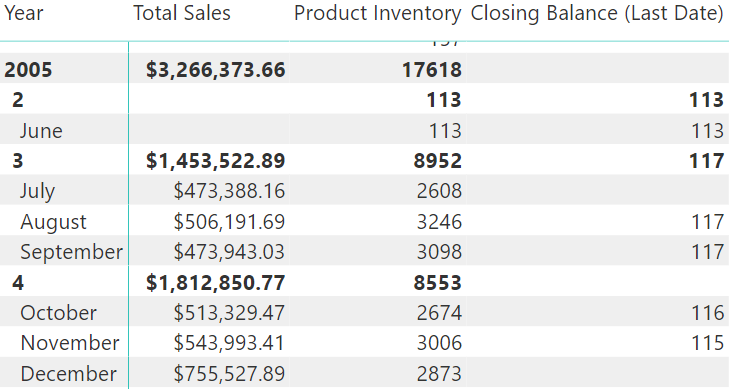 Year Total Sales Product Inventory Closing Balance (Last Date)
2005 $3,266,373.66 17618
2 113 113
June 113 113
3 $1,453,522.89 8952 117
July $473,388.16 2608
August $506,191.69 3246 117
September $473,943.03 3098 117
4 $1,812,850.77 8553
October $513,329.47 2674 116
November $543,993.41 3006 115
December $755,527.89 2873